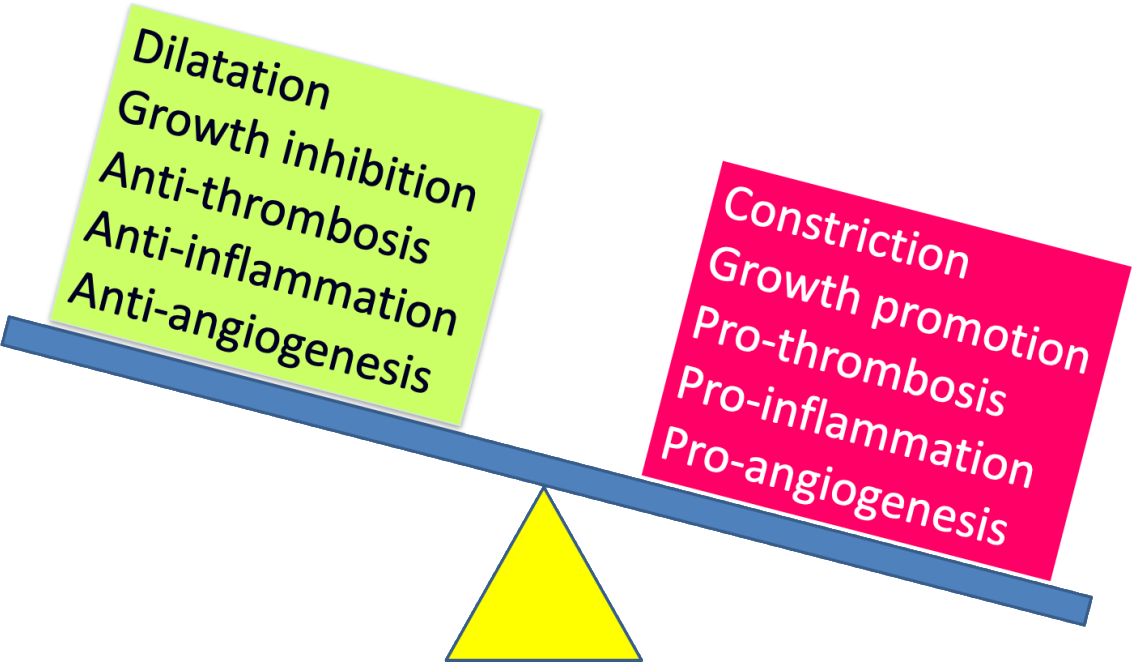 Dilatation
Growth inhibition
Anti-thrombosis
Anti-inflammation
Anti-angiogenesis
Constriction
Growth promotion
Pro-thrombosis
Pro-inflammation
Pro-angiogenesis